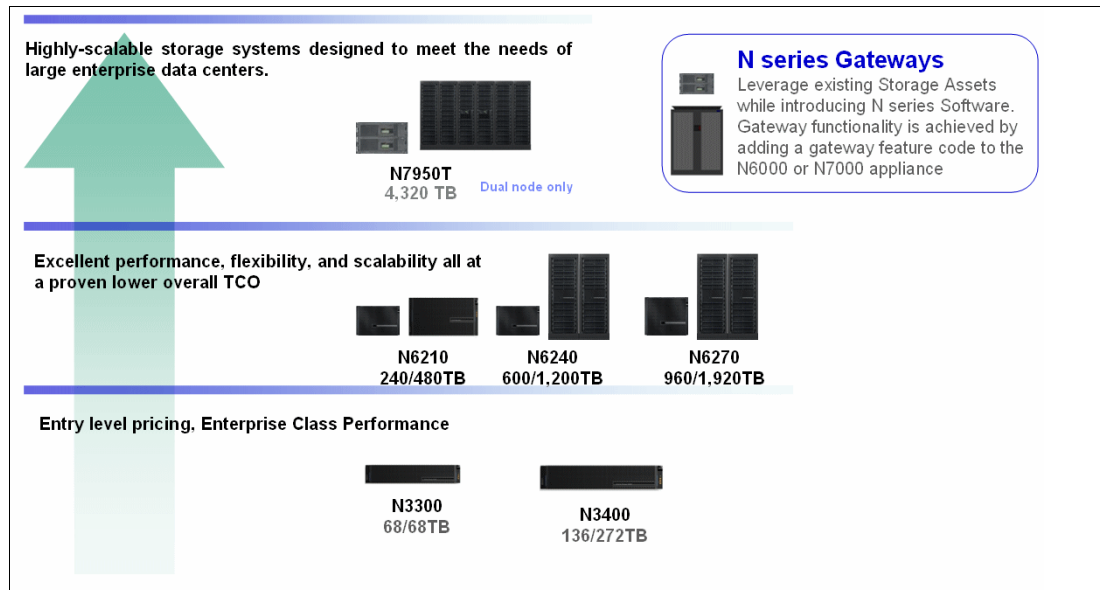 Highly-scalable storage systems designed to meet the needs of
large enterprise data centers.
N7950T
4,320 TB
Dual node only
N series Gateways
Leverage existing Storage Assets
while introducing N series Software.
Gateway functionality is achieved by
adding a gateway feature code to the
N6000 or N7000 appliance
Excellent performance, flexibility, and scalability all at
a proven lower overall TCO
N6210
240/480TB
N6240
600/1,200TB
N6270
960/1,920TB
Entry level pricing, Enterprise Class Performance
N3300
68/68TB
N3400
136/272TB